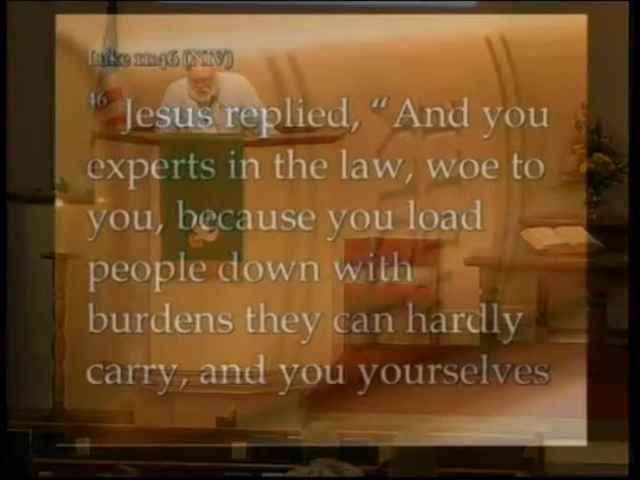 Luke 11:46 (NIV)
46 Jesus replied, “And you
experts in the law, woe to
you, because you load
people down with
burdens they can hardly
carry, and you yourselves